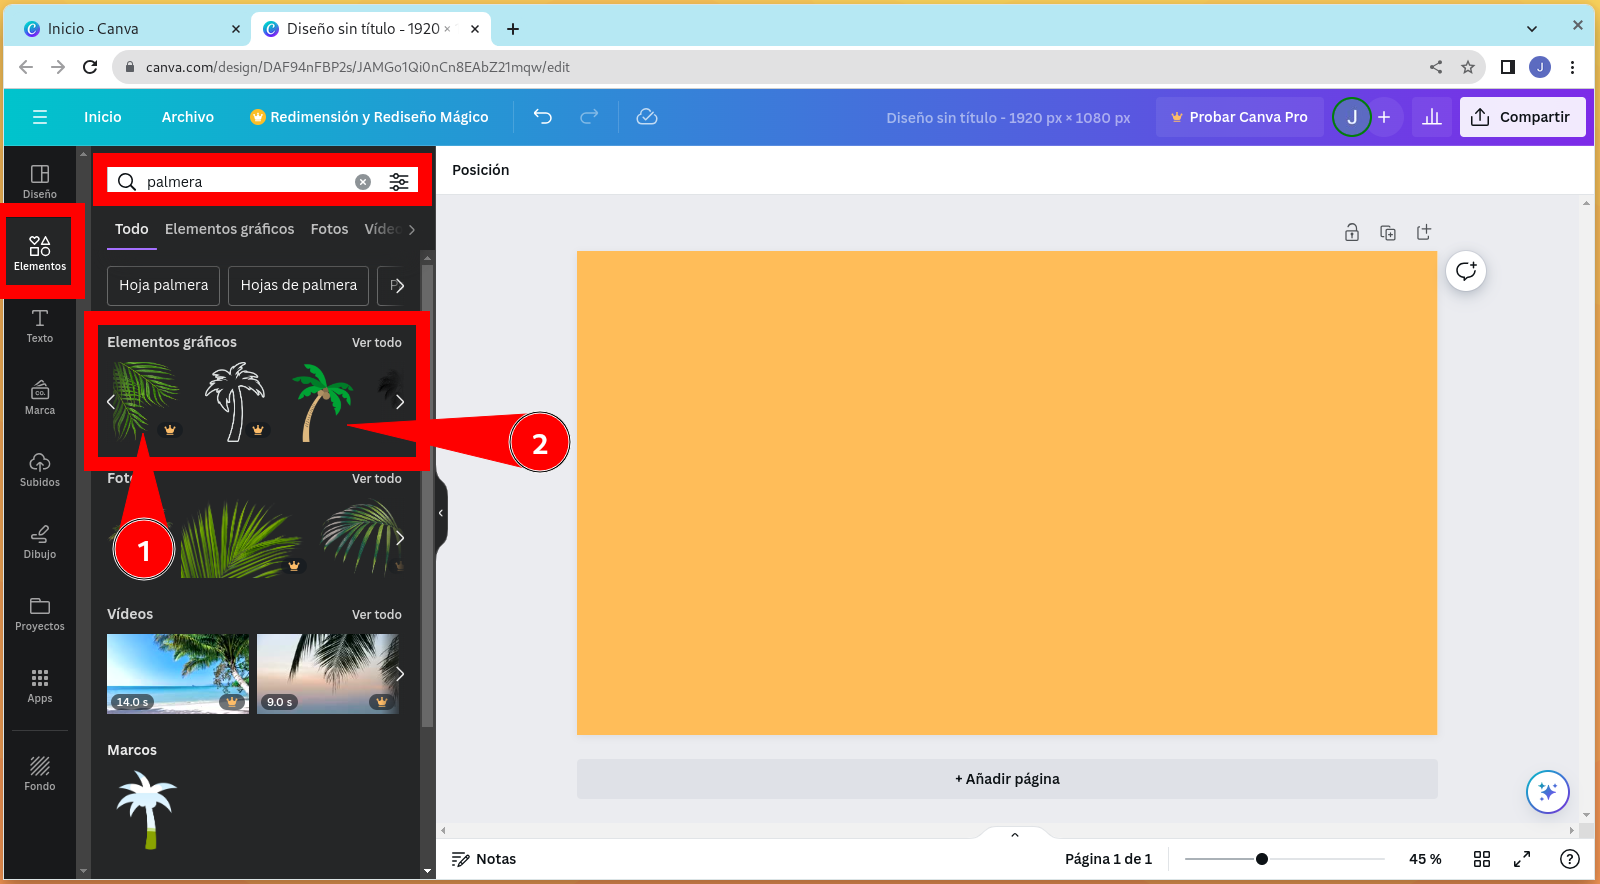 Inicio - Canva
Diseño sin título - 1920 ×
canva.com/design/DAF94nFBP2s/JAMGo1Qi0nCn8EAbZ21mqw/edit
J
Inicio
Archivo
Redimensión y Rediseño Mágico
Diseño sin título - 1920 px × 1080 px
Probar Canva Pro
J
+
Compartir
Diseño
Elementos
Texto
CO.
Marca
Subidos
Dibujo
Proyectos
Apps
Fondo
palmera
Todo
Elementos gráficos
Fotos
Víde
Hoja palmera
Hojas de palmera
Elementos gráficos
Ver todo
2
Fot
Ver todo
1
Vídeos
Ver todo
14.0 s
9.0 s
Marcos
Posición
+ Añadir página
Notas
Página 1 de 1
45 %
?